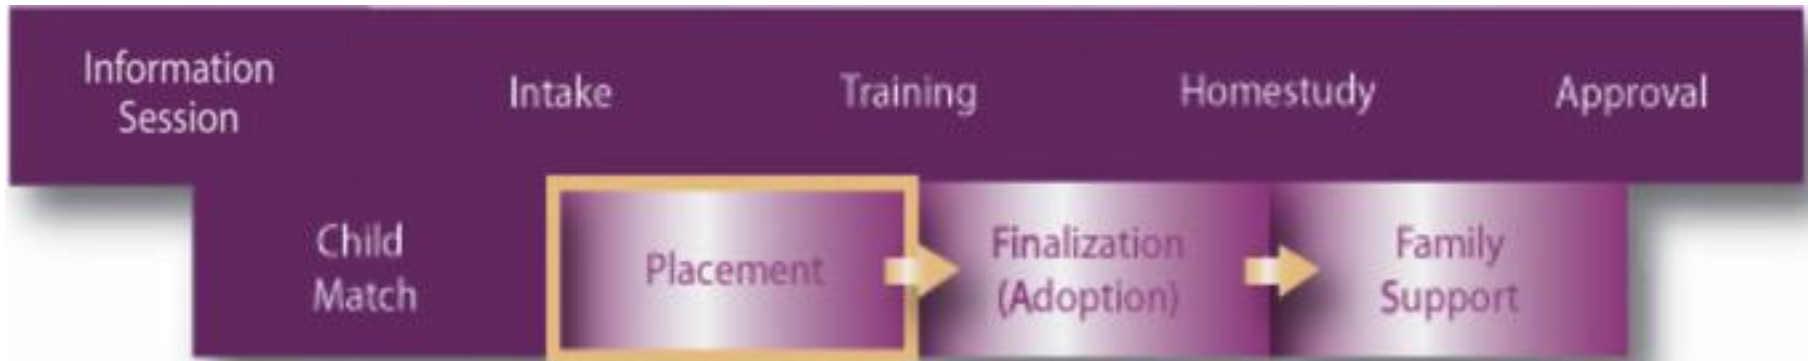 Information
Session
Intake
Training
Homestudy
Approval
Child
Match
Placement
Finalization
(Adoption)
Family
Support